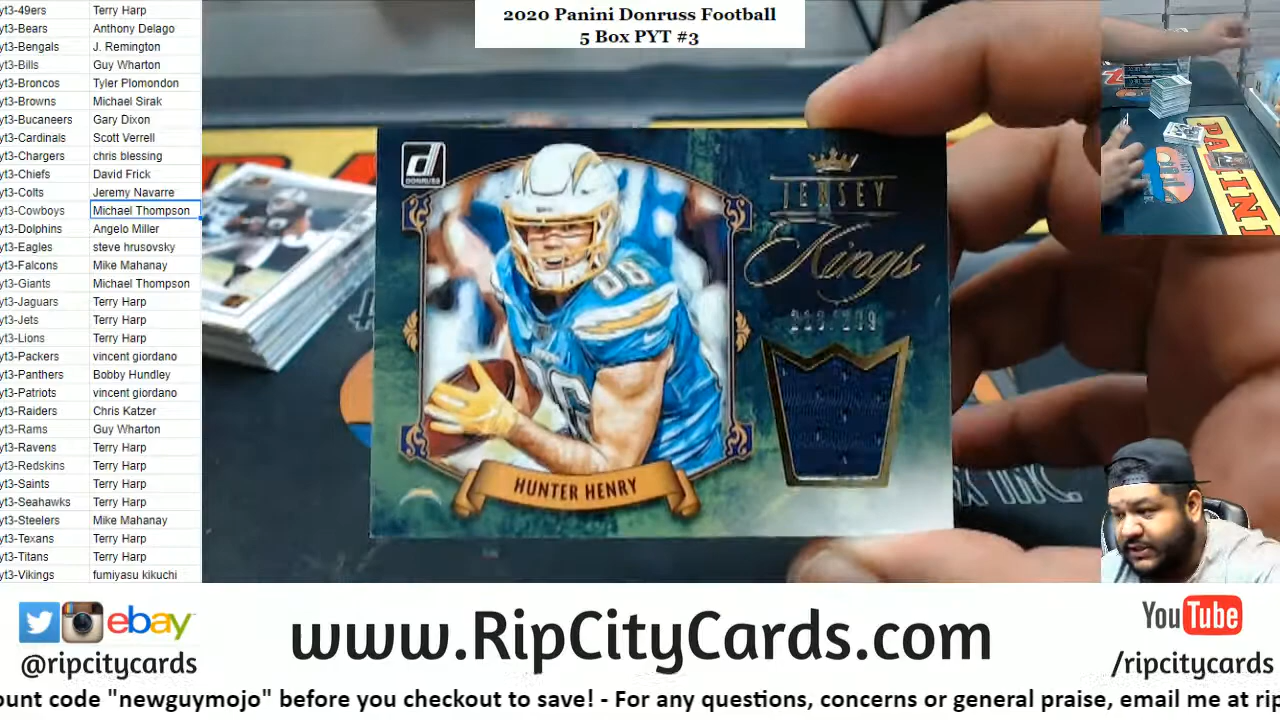 yt3-49ers Terry Harp
yt3-Bears Anthony Delago
yt3-Bengals J. Remington
yt3-Bills Guy Wharton
yt3-Broncos Tyler Plomondon
yt3-Browns Michael Sirak
yt3-Bucaneers Gary Dixon
yt3-Cardinals Scott Verrell
yt3-Chargers chris blessing
yt3-Chiefs David Frick
yt3-Colts Jeremy Navarre
yt3-Cowboys Michael Thompson
yt3-Dolphins Angelo Miller
yt3-Eagles steve hrusovsky
yt3-Falcons Mike Mahanay
yt3-Giants Michael Thompson
yt3-Jaguars Terry Harp
yt3-Jets Terry Harp
yt3-Lions Terry Harp
yt3-Packers vincent giordano
yt3-Panthers Bobby Hundley
yt3-Patriots vincent giordano
yt3-Raiders Chris Katzer
yt3-Rams Guy Wharton
yt3-Ravens Terry Harp
yt3-Redskins Terry Harp
yt3-Saints Terry Harp
yt3-Seahawks Terry Harp
yt3-Steelers Mike Mahanay
yt3-Texans Terry Harp
yt3-Titans Terry Harp
yt3-Vikings fumiyasu kikuchi
2020 Panini Donruss Football
5 Box PYT #3
d
DONRUSS
JERSEY
Kings
88
HUNTER HENRY
PANINI
ebay
@ripcitycards
www.RipCityCards.com
YouTube
/ripcitycards
ount code "newguymojo" before you checkout to save! - For any questions, concerns or general praise, email me at rip